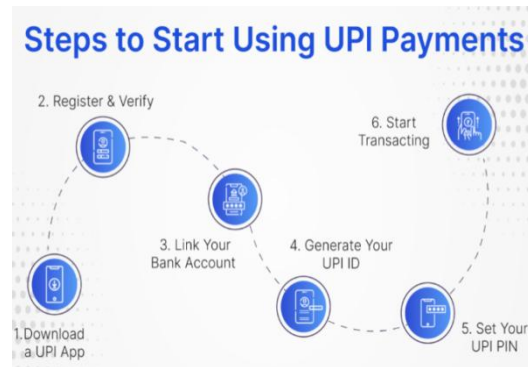 Steps to Start Using UPI Payments
2. Register & Verify
6. Start
Transacting
3. Link Your
Bank Account
4. Generate Your
UPI ID
1.Download
a UPI App
5. Set Your
UPI PIN